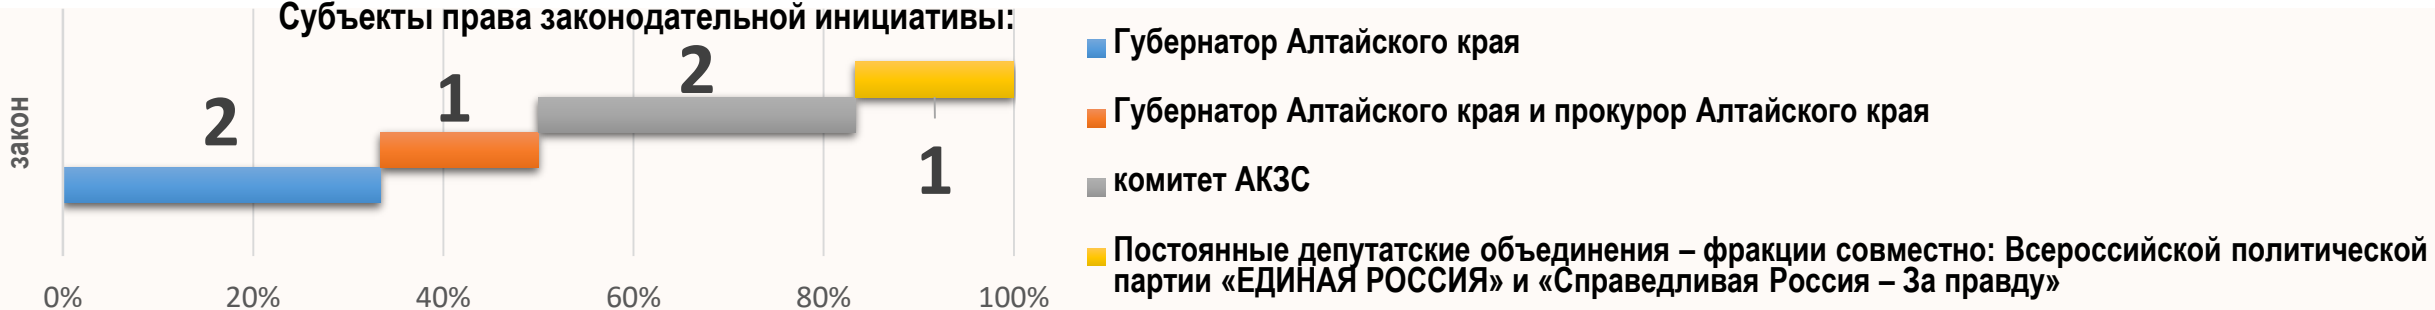 Субъекты права законодательной инициативы:
закон
2
1
2
1
0%
20%
40%
60%
80%
100%
Губернатор Алтайского края
Губернатор Алтайского края и прокурор Алтайского края
комитет АКЗС
Постоянные депутатские объединения – фракции совместно: Всероссийской политической
партии «ЕДИНАЯ РОССИЯ» и «Справедливая Россия – За правду»